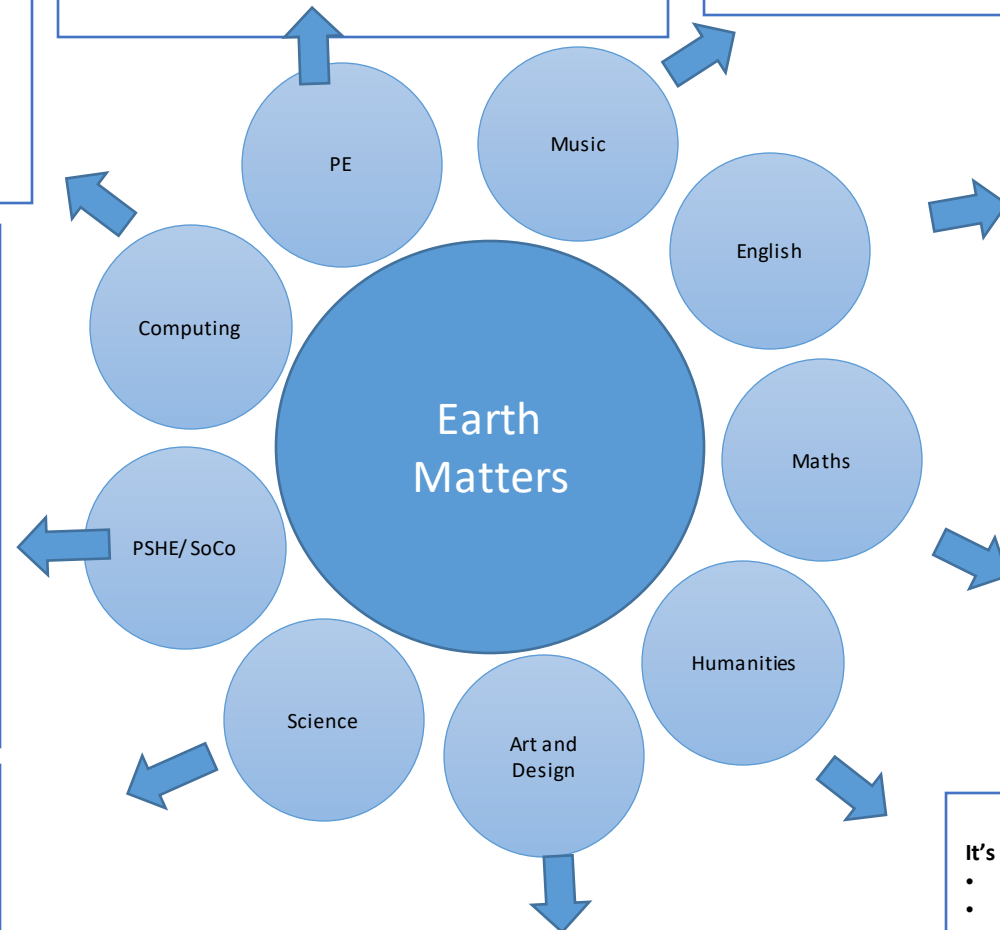 PE
Music
English
Computing
Earth
Matters
Maths
PSHE/ SoCo
Humanities
Science
Art and
Design
It’s
•
•